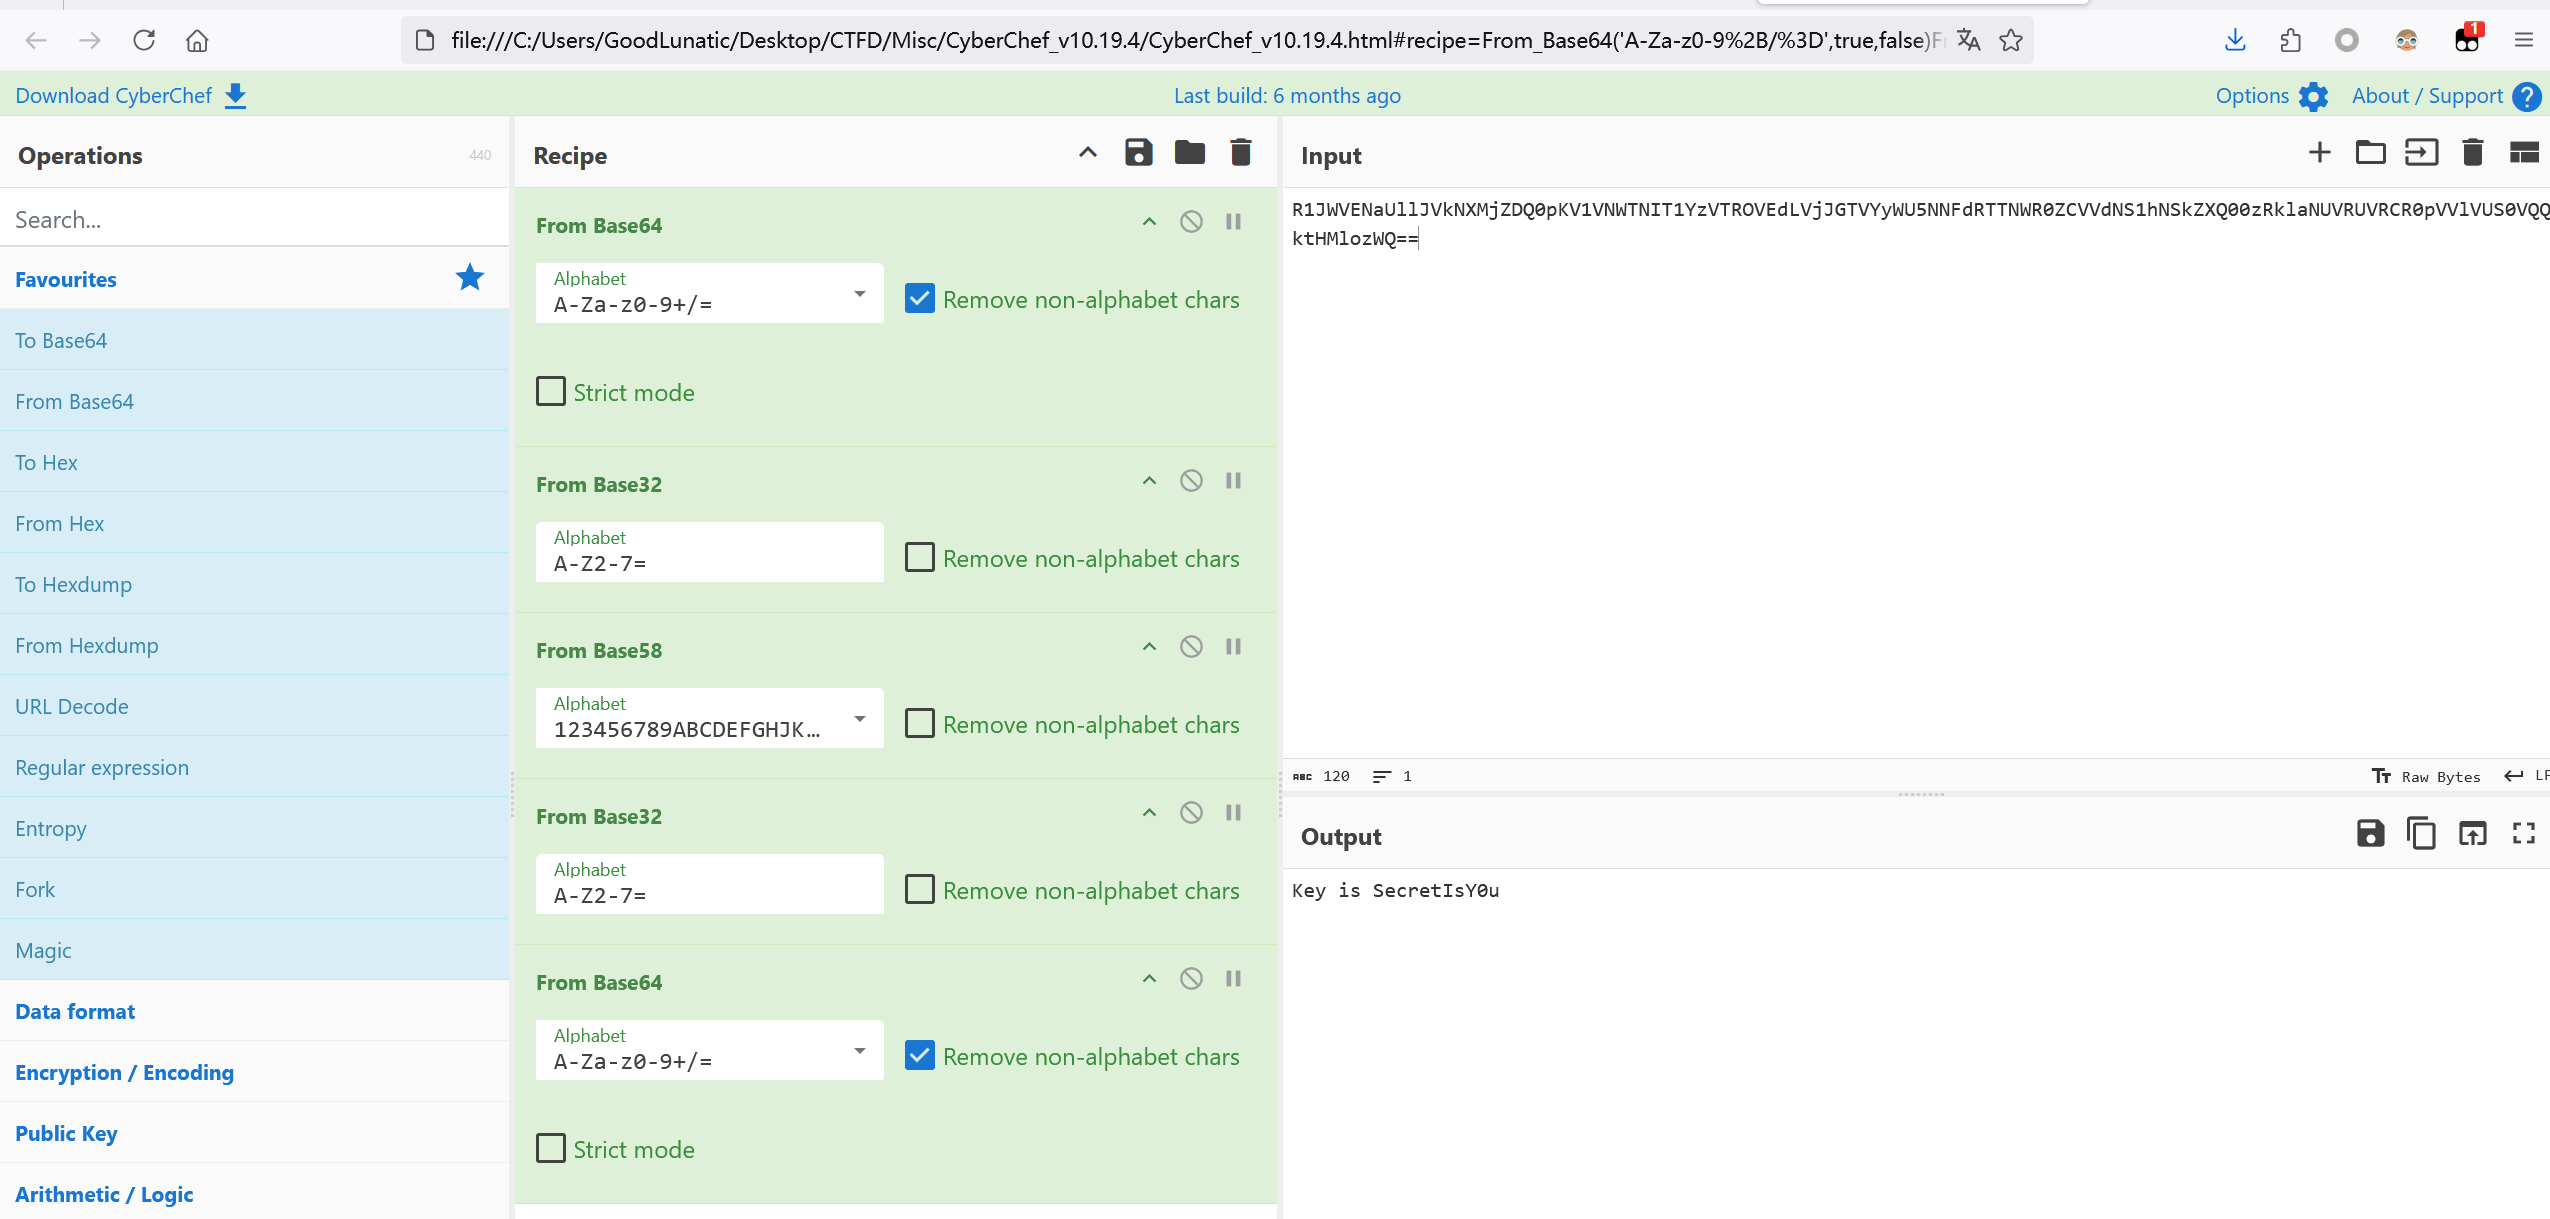 file:///C:/Users/GoodLunatic/Desktop/CTFD/Misc/CyberChef_v10.19.4/CyberChef_v10.19.4.html#recipe=From_Base64('A-Za-z0-9%2B/%3D',true,false)Fr
1
Download CyberChef
Last build: 6 months ago
Options
About / Support
Operations
440
Search...
Favourites
To Base64
From Base64
To Hex
From Hex
To Hexdump
From Hexdump
URL Decode
Regular expression
Entropy
Fork
Magic
Data format
Encryption / Encoding
Public Key
Arithmetic / Logic
Recipe
From Base64
Alphabet
A-Za-z0-9+/=
Remove non-alphabet chars
Strict mode
From Base32
Alphabet
A-Z2-7=
Remove non-alphabet chars
From Base58
Alphabet
123456789ABCDEFGHJK…
Remove non-alphabet chars
From Base32
Alphabet
A-Z2-7=
Remove non-alphabet chars
From Base64
Alphabet
A-Za-z0-9+/=
Remove non-alphabet chars
Strict mode
Input
R1JWVENaUllJVkNXMjZDQ0pKV1VNWTNIT1YzVTROVEdLVjJGTVYyWU5NNFdRTTNWR0ZCVVdNS1hNSkZXQ00zRklaNUVRUVRCR0pVVlVUS0VQQ
ktHMlozWQ==
ABC 120
1
Tr Raw Bytes
LF
Output
Key is SecretIsY0u